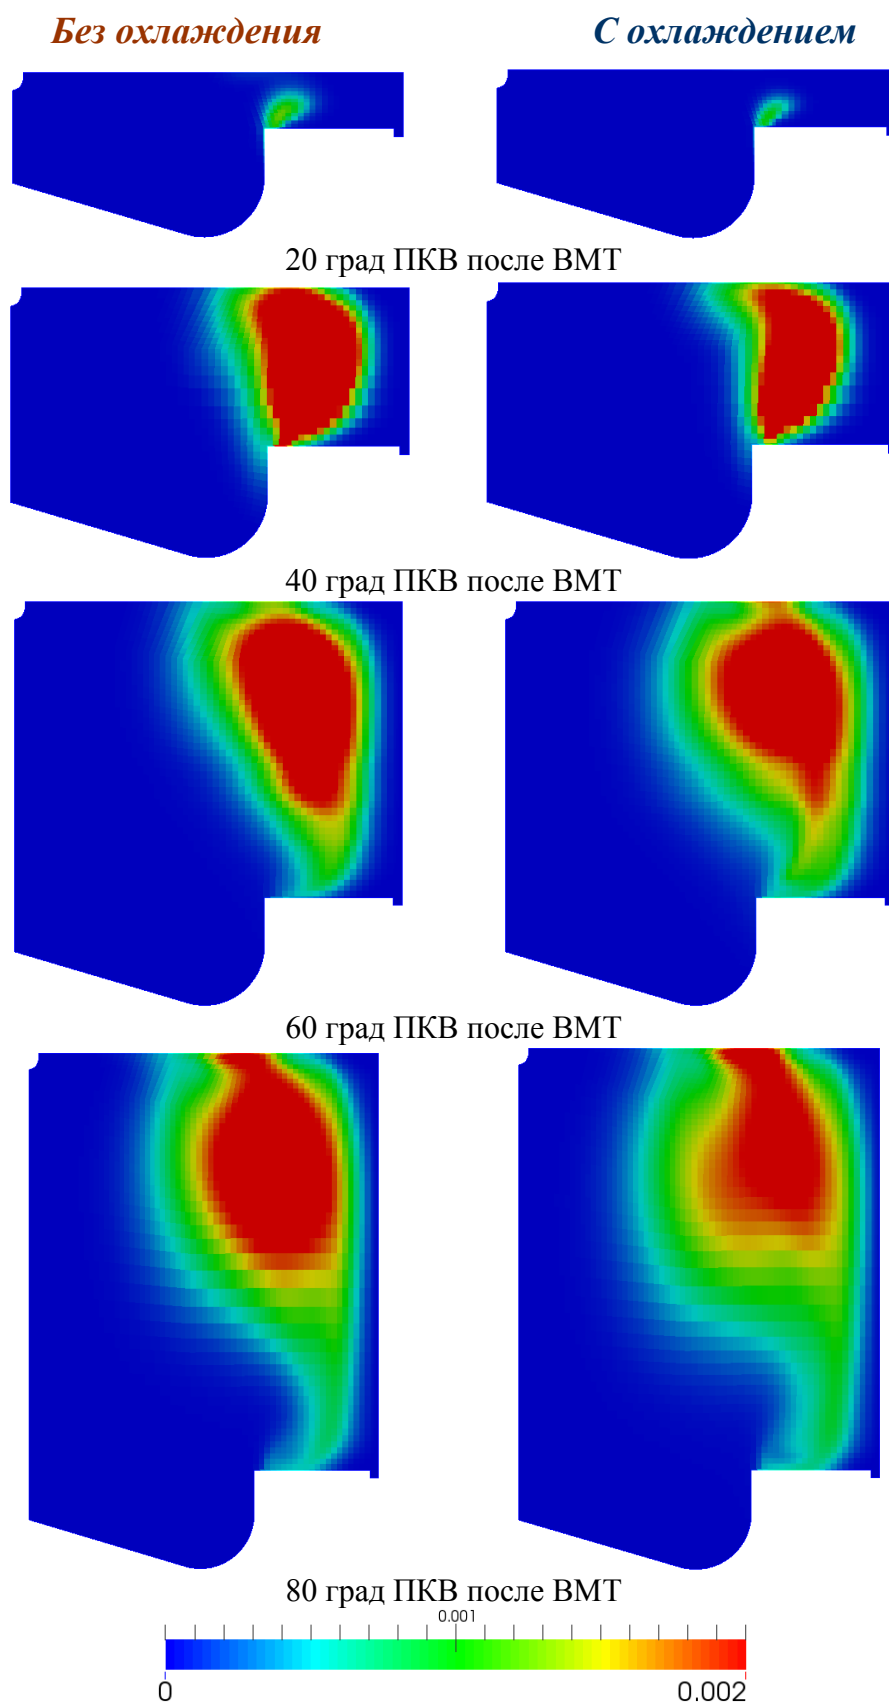 Без охлаждения С охлаждением
20 град ПКВ после ВМТ
40 град ПКВ после ВМТ
60 град ПКВ после ВМТ
80 град ПКВ после ВМТ
0.001
0 0.002